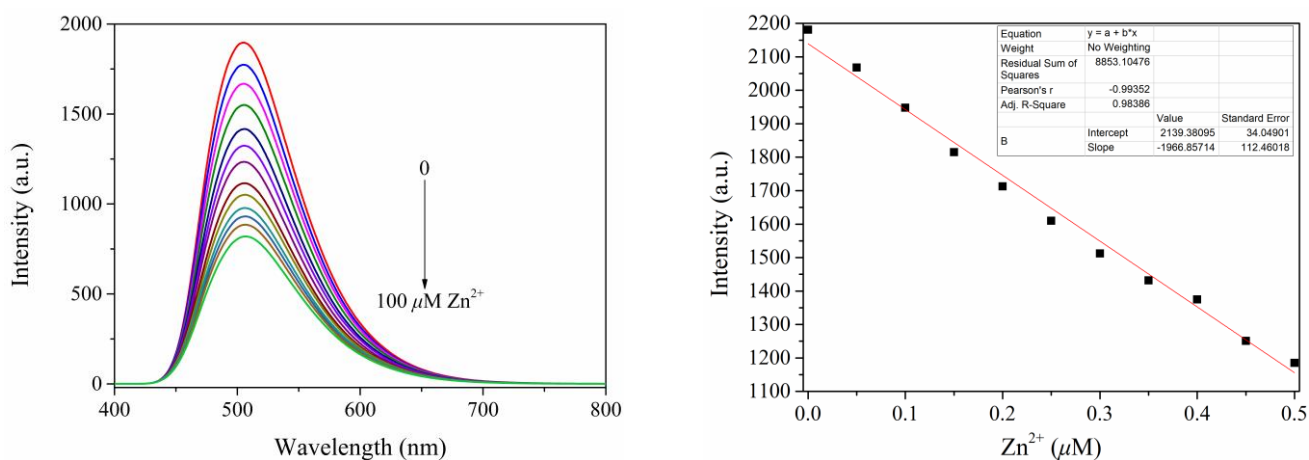 2000
1500
1000
500
0
Intensity (a.u.)
0
100 μM Zn²⁺
400 500 600 700 800
Wavelength (nm)
2200
2100
2000
1900
1800
1700
1600
1500
1400
1300
1200
1100
Intensity (a.u.)
Equation y = a + b*x
Weight No Weighting
Residual Sum of Squares 8853.10476
Pearson's r -0.99352
Adj. R-Square 0.98386
Value Standard Error
B Intercept 2139.38095 34.04901
Slope -1966.85714 112.46018
0.0 0.1 0.2 0.3 0.4 0.5
Zn²⁺ (μM)